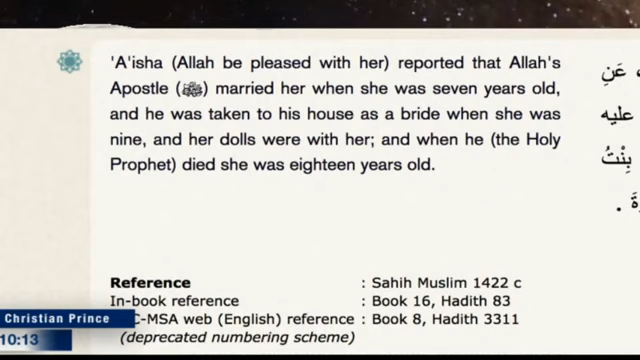 'A'isha (Allah be pleased with her) reported that Allah's
Apostle (ﷺ) married her when she was seven years old,
and he was taken to his house as a bride when she was
nine, and her dolls were with her; and when he (the Holy
Prophet) died she was eighteen years old.
عَنِ
عليه
بِنْتُ
Reference : Sahih Muslim 1422 c
In-book reference : Book 16, Hadith 83
C-MSA web (English) reference : Book 8, Hadith 3311
(deprecated numbering scheme)
Christian Prince
10:13